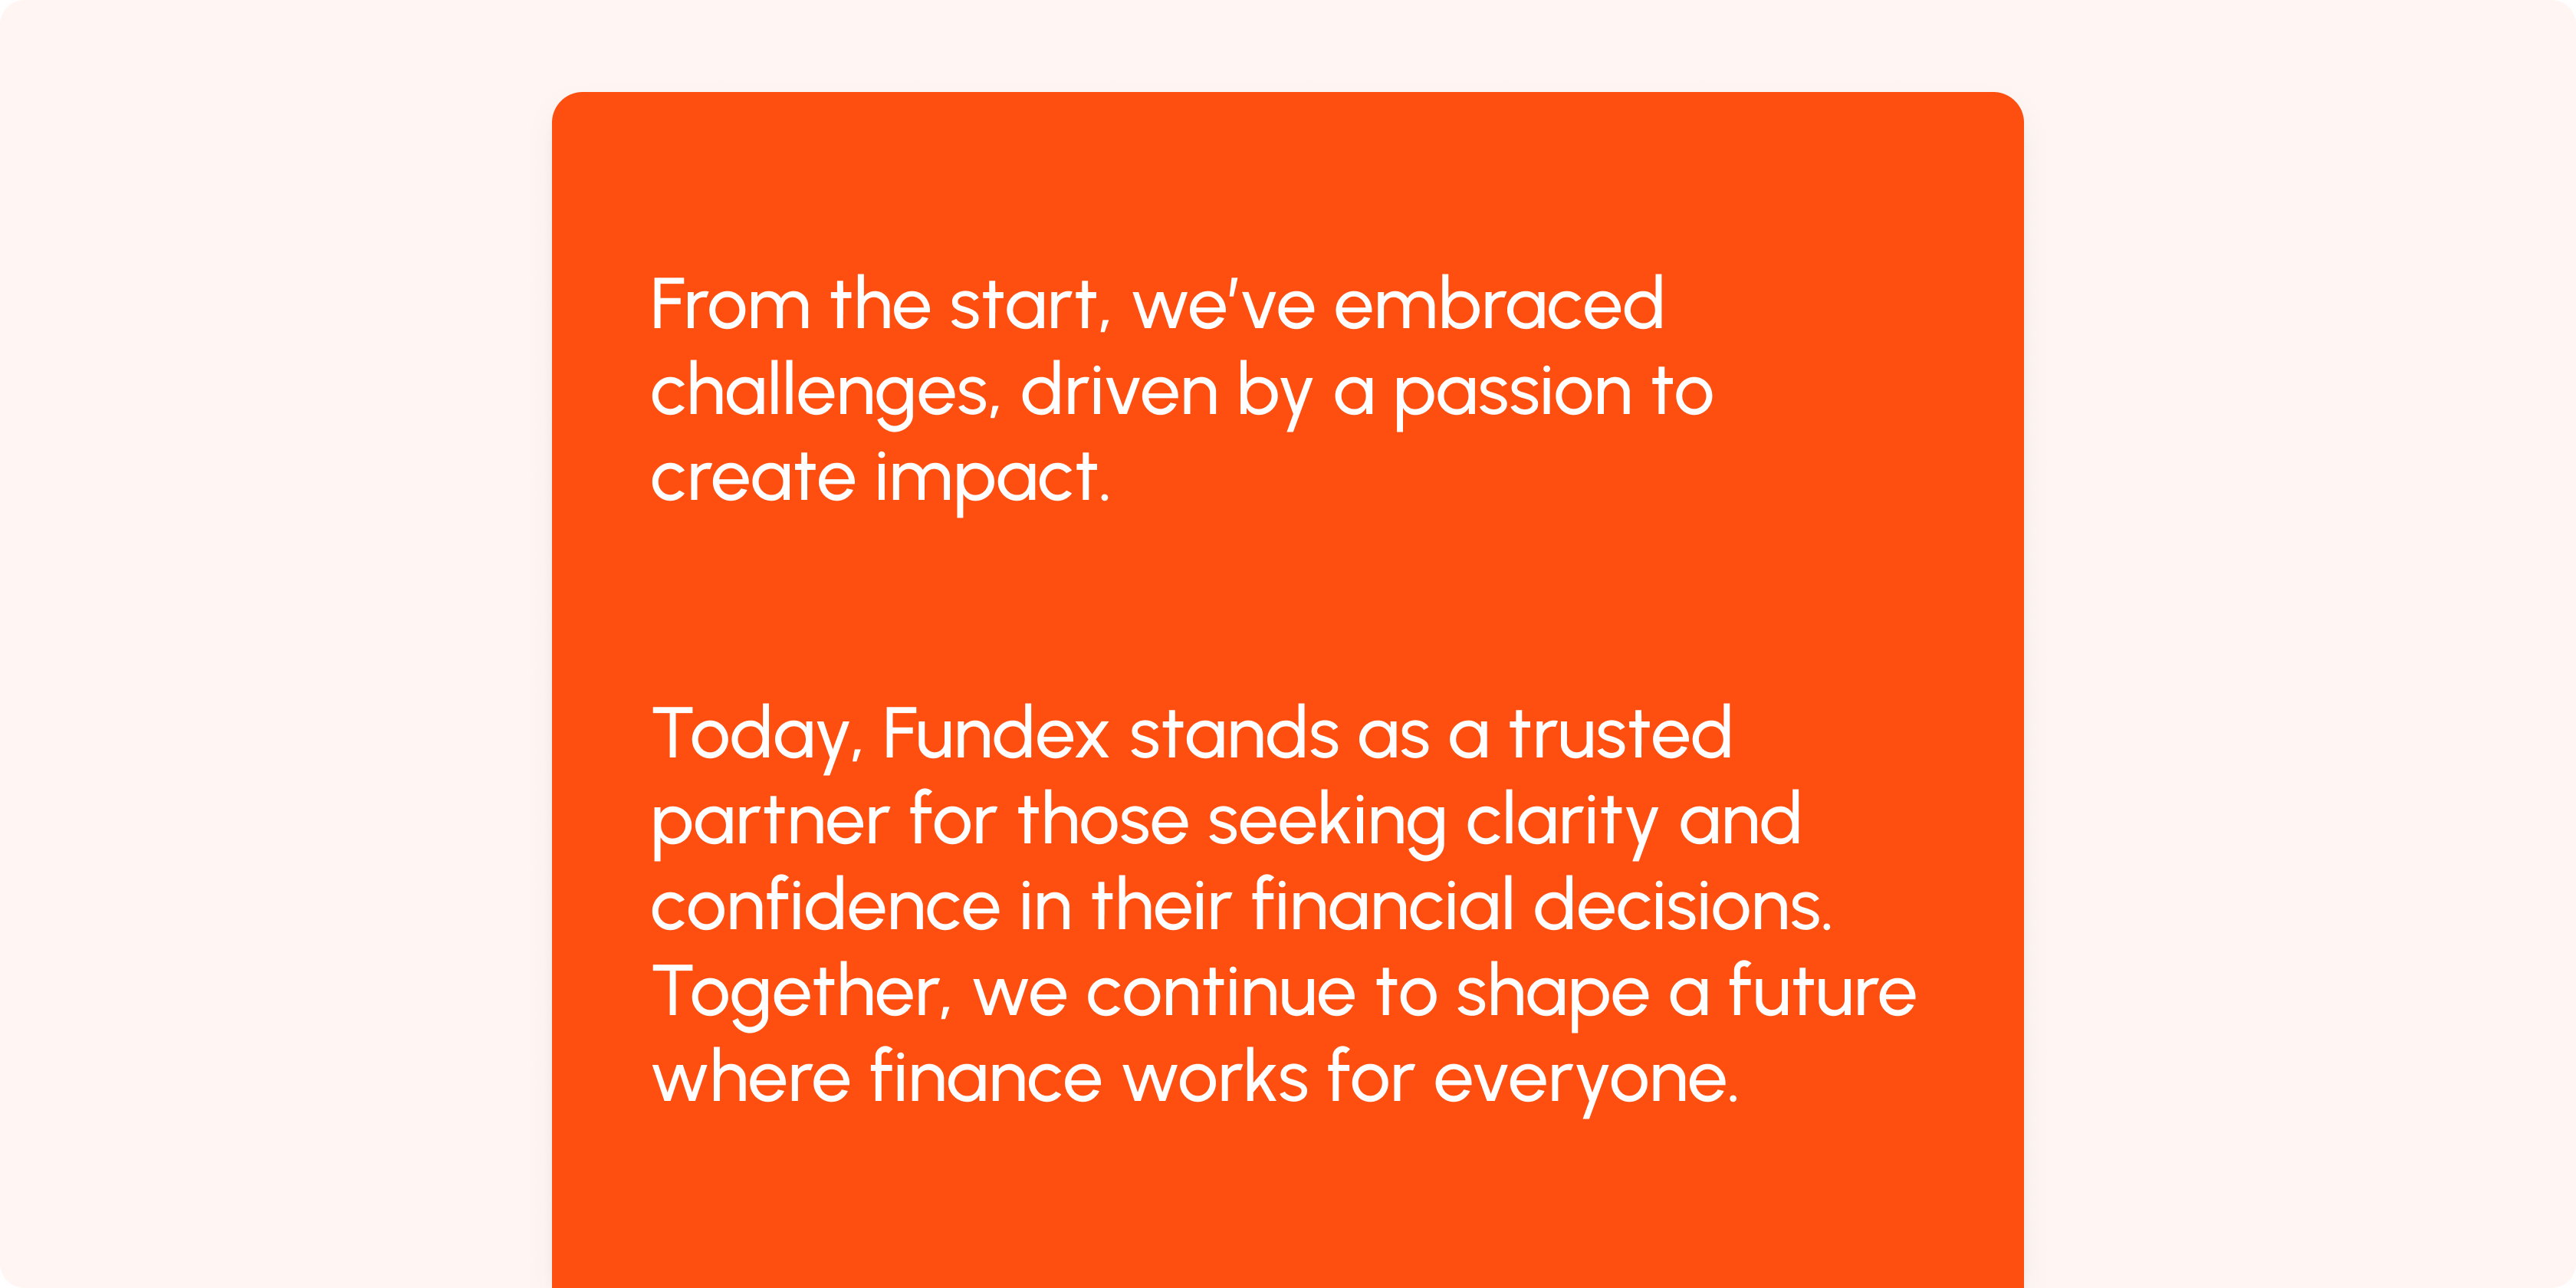 From the start, we've embraced
challenges, driven by a passion to
create impact.
Today, Fundex stands as a trusted
partner for those seeking clarity and
confidence in their financial decisions.
Together, we continue to shape a future
where finance works for everyone.